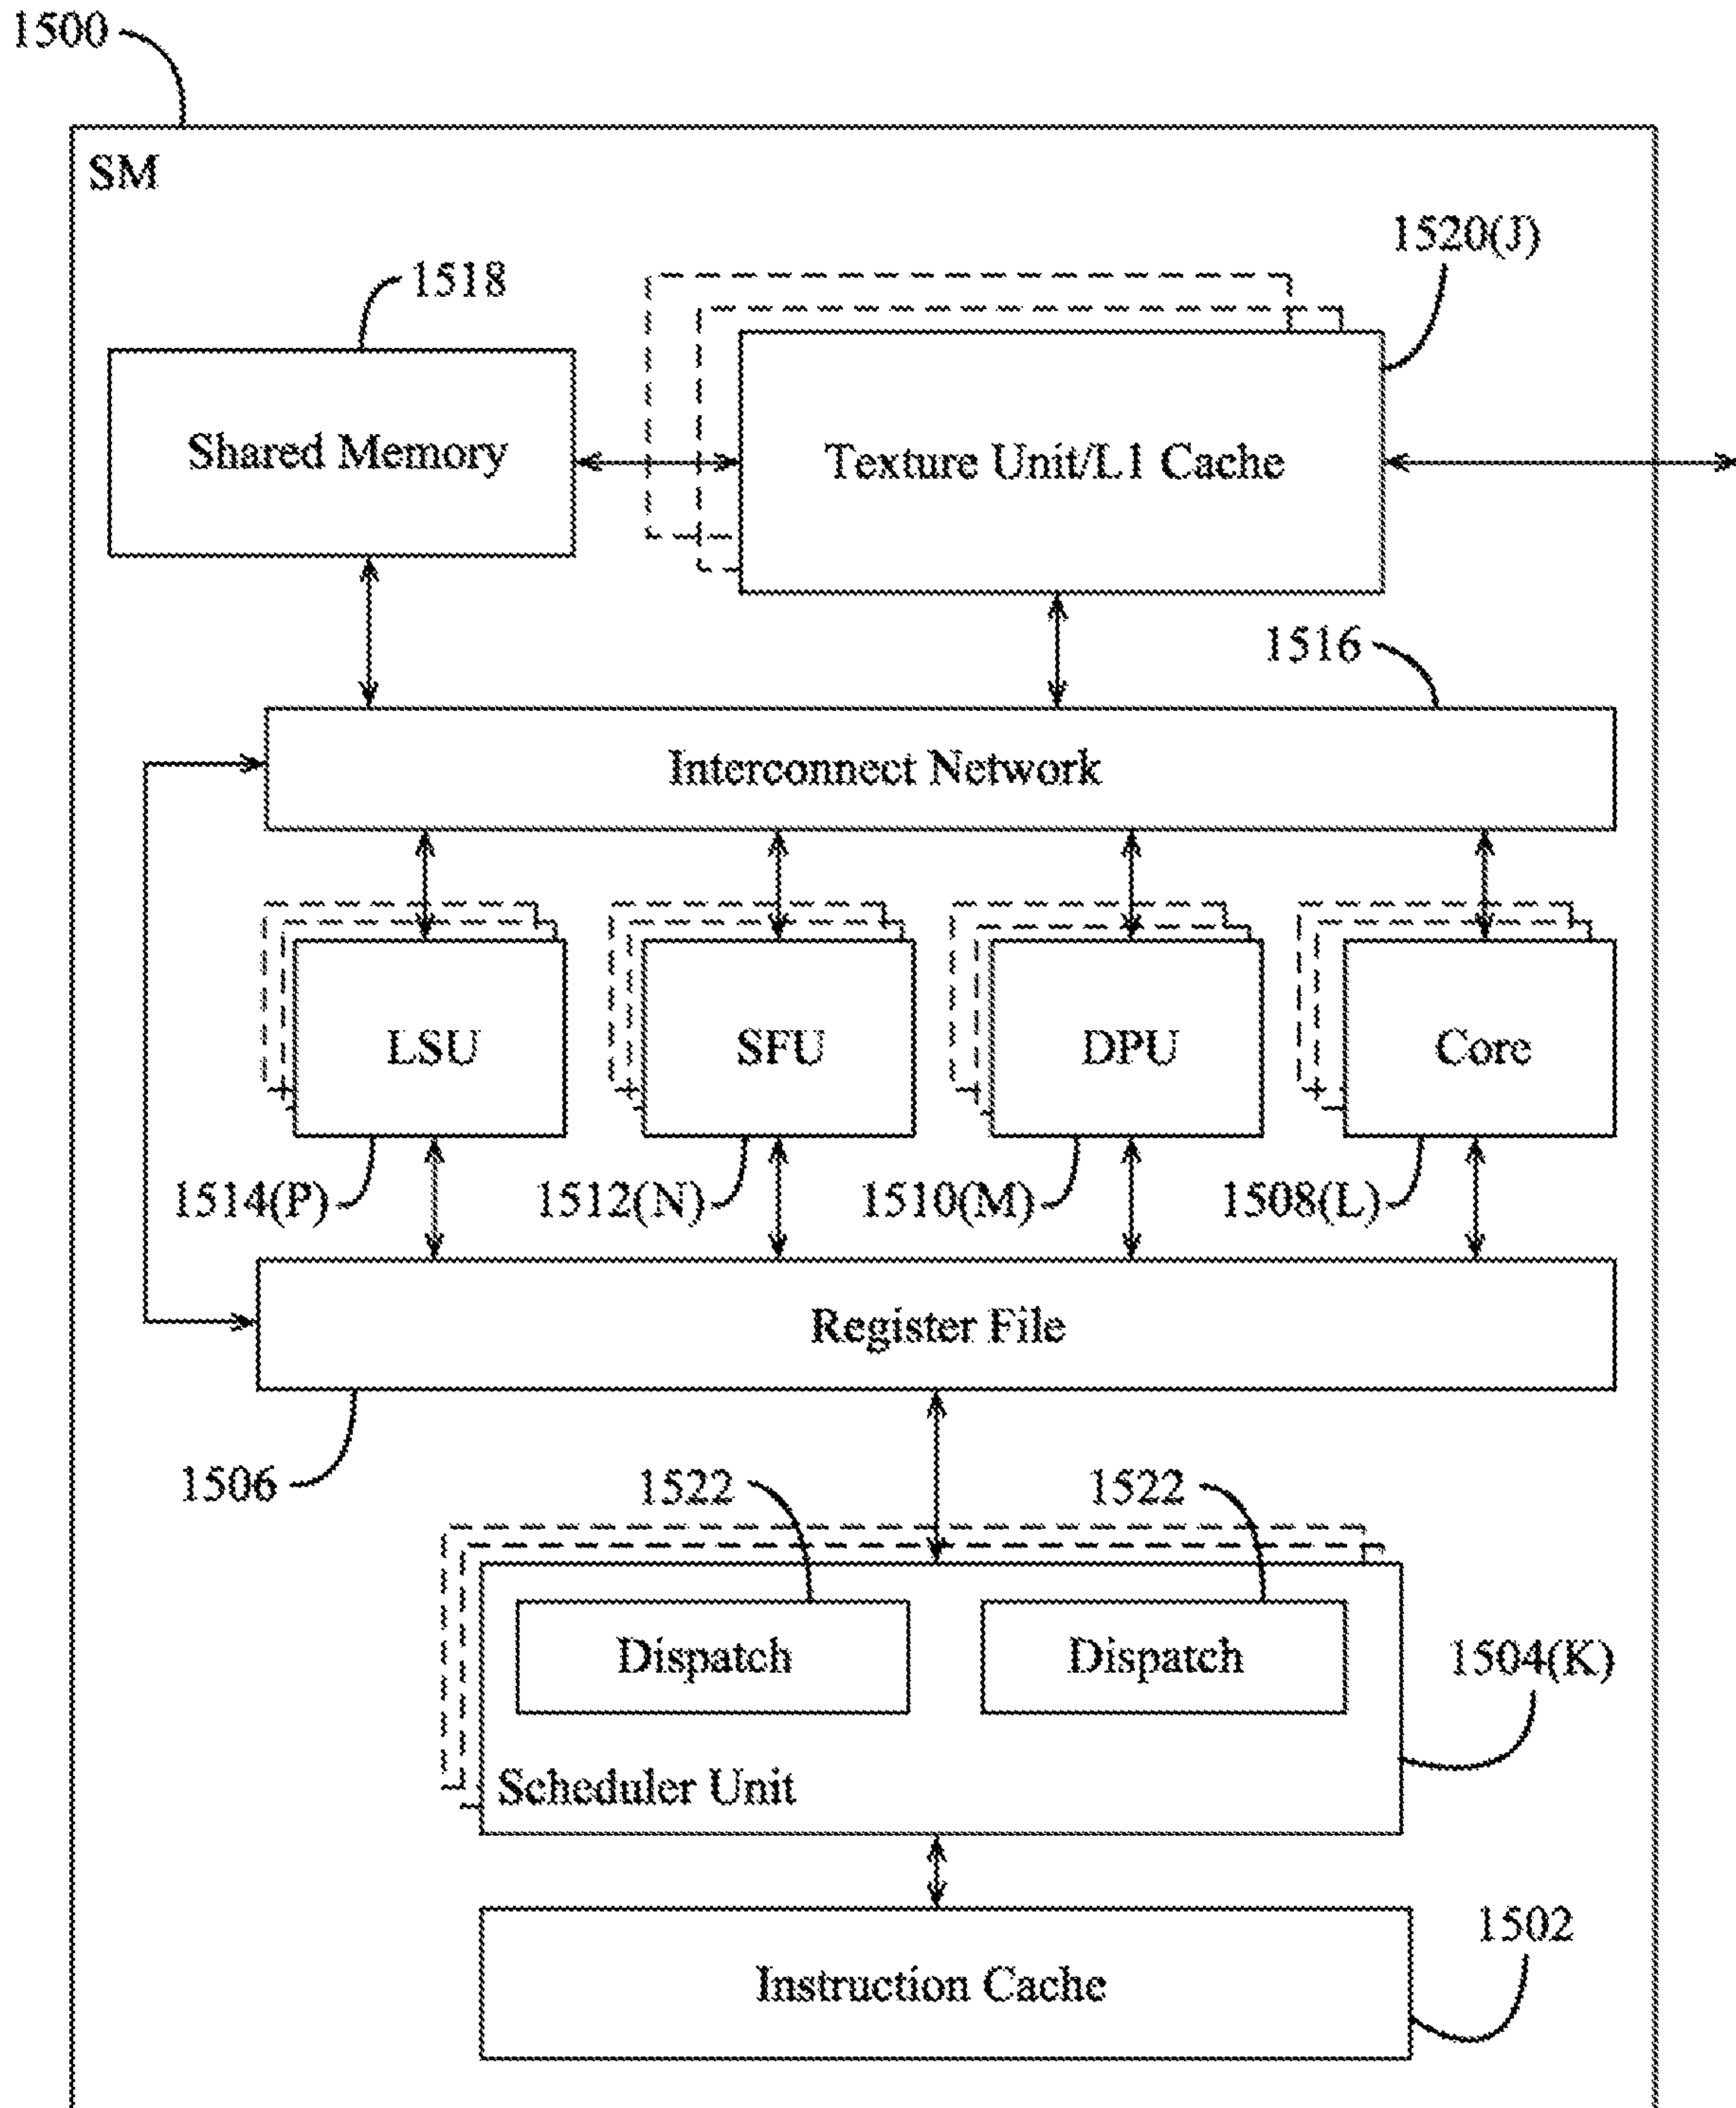 1500
SM
1520(J)
1518
Shared Memory
Texture Unit/L1 Cache
1516
Interconnect Network
LSU
SFU
DPU
Core
1514(P)
1512(N)
1510(M)
1508(L)
Register File
1506
1522
1522
Dispatch
Dispatch
1504(K)
Scheduler Unit
1502
Instruction Cache